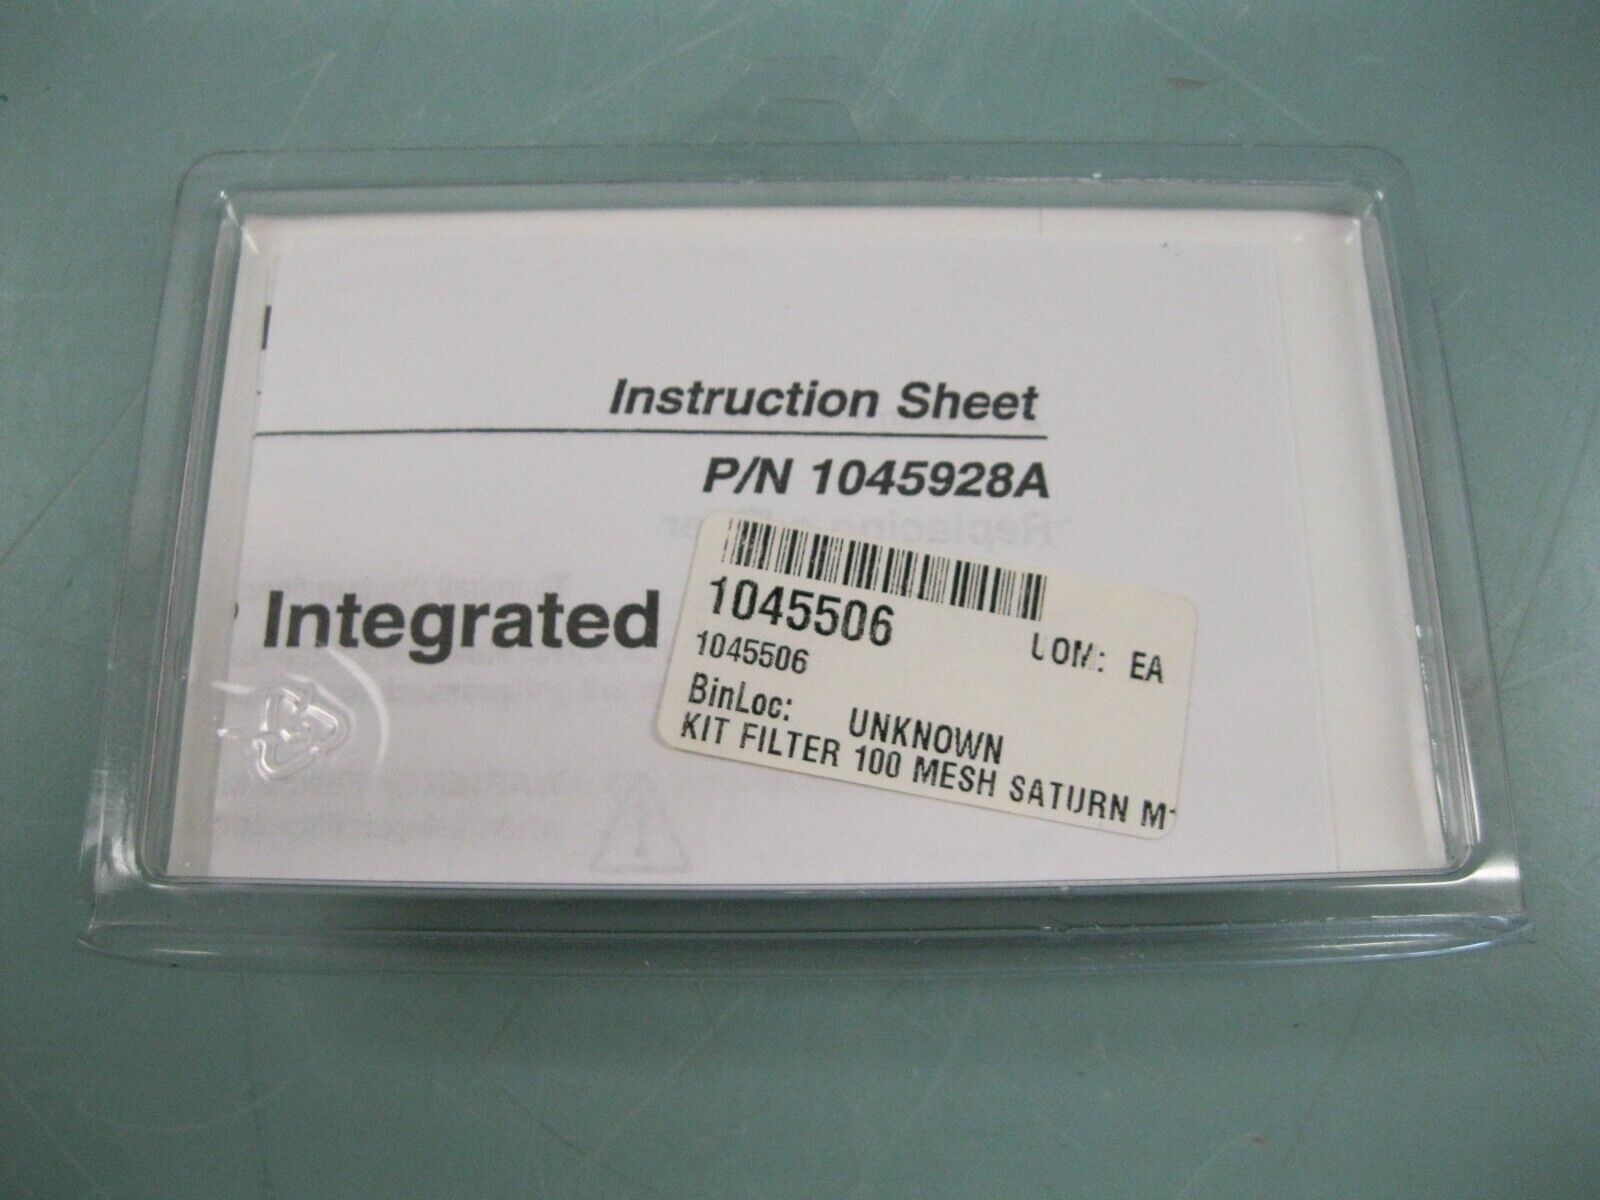 Instruction Sheet
P/N 1045928A
Integrated
1045506
UOM: EA
1045506
BinLoc: UNKNOWN
KIT FILTER 100 MESH SATURN M